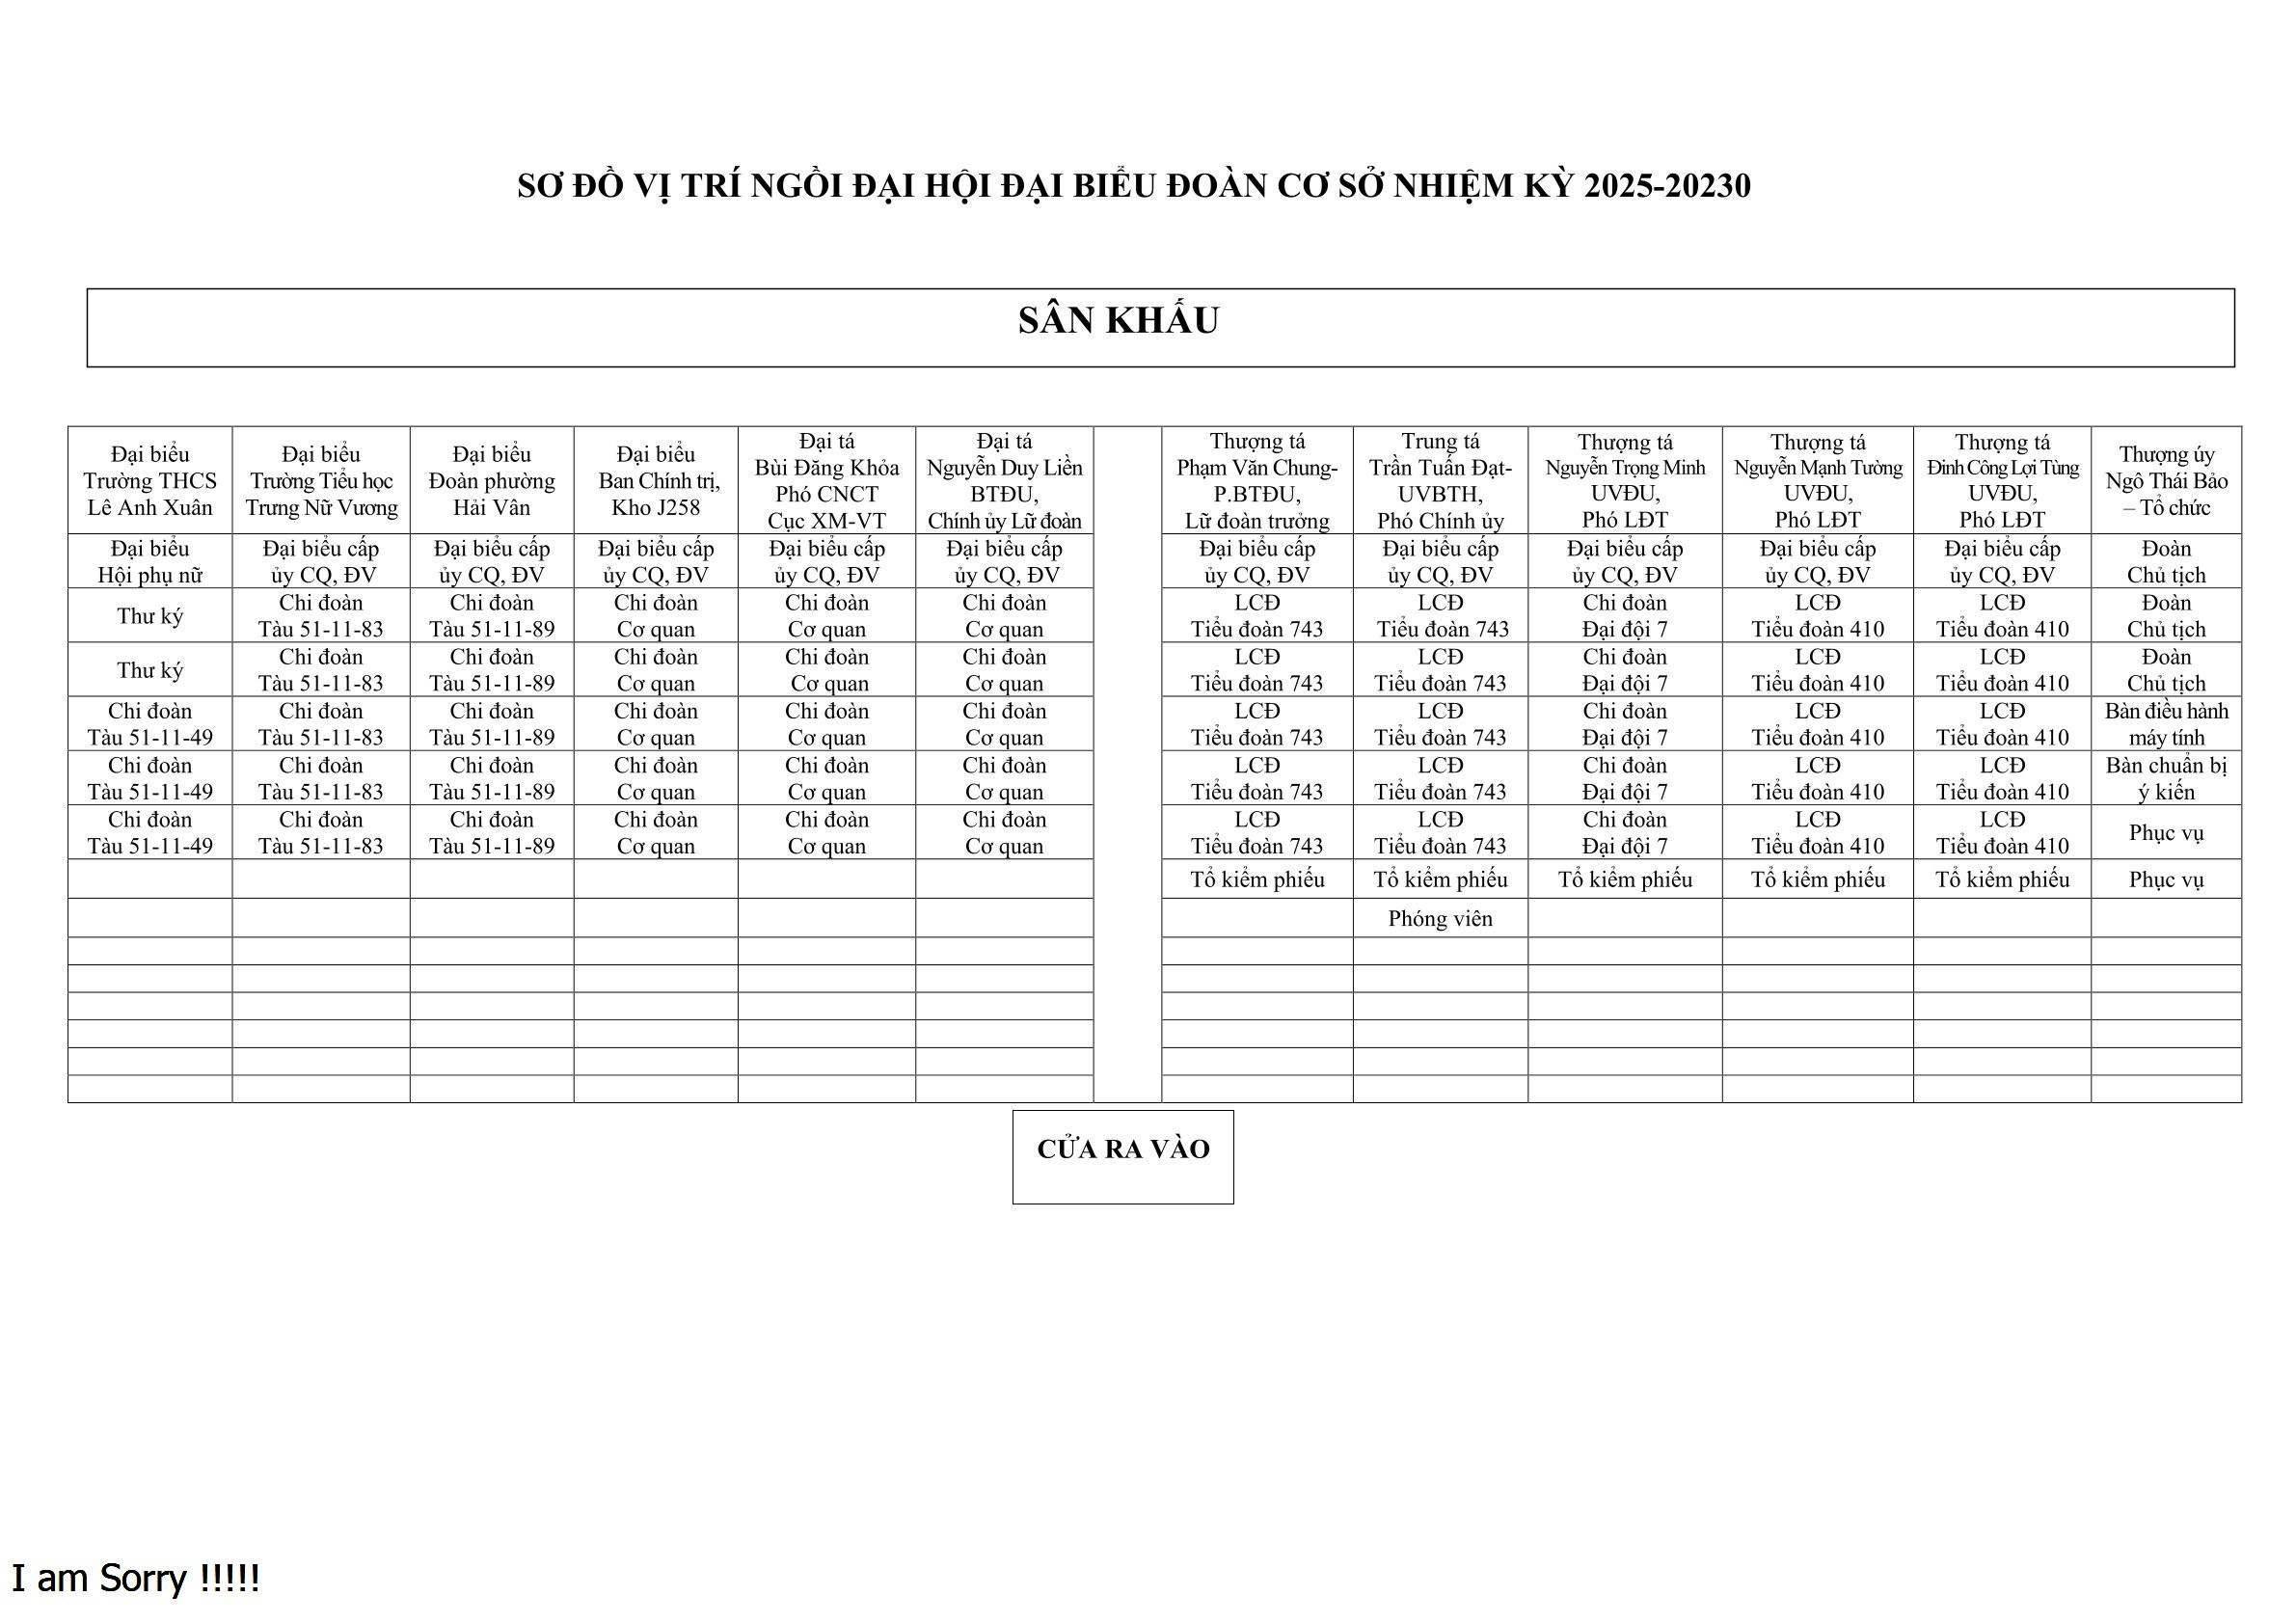 SƠ ĐỒ VỊ TRÍ NGỒI ĐẠI HỘI ĐẠI BIỂU ĐOÀN CƠ SỞ NHIỆM KỲ 2025-20230
SÂN KHẤU
Đại biểu
Trường THCS
Lê Anh Xuân
Đại biểu
Trường Tiểu học
Trưng Nữ Vương
Đại biểu
Đoàn phường
Hải Vân
Đại biểu
Ban Chính trị,
Kho J258
Đại tá
Bùi Đăng Khỏa
Phó CNCT
Cục XM-VT
Đại tá
Nguyễn Duy Liền
BTĐU,
Chính ủy Lữ đoàn
Thượng tá
Phạm Văn Chung-
P.BTĐU,
Lữ đoàn trưởng
Trung tá
Trần Tuấn Đạt-
UVBTH,
Phó Chính ủy
Thượng tá
Nguyễn Trọng Minh
UVĐU,
Phó LĐT
Thượng tá
Nguyễn Mạnh Tường
UVĐU,
Phó LĐT
Thượng tá
Đinh Công Lợi Tùng
UVĐU,
Phó LĐT
Thượng úy
Ngô Thái Bảo
– Tổ chức
Đại biểu
Hội phụ nữ
Đại biểu cấp
ủy CQ, ĐV
Đại biểu cấp
ủy CQ, ĐV
Đại biểu cấp
ủy CQ, ĐV
Đại biểu cấp
ủy CQ, ĐV
Đại biểu cấp
ủy CQ, ĐV
Đại biểu cấp
ủy CQ, ĐV
Đại biểu cấp
ủy CQ, ĐV
Đại biểu cấp
ủy CQ, ĐV
Đại biểu cấp
ủy CQ, ĐV
Đại biểu cấp
ủy CQ, ĐV
Đoàn
Chủ tịch
Thư ký
Chi đoàn
Tàu 51-11-83
Chi đoàn
Tàu 51-11-89
Chi đoàn
Cơ quan
Chi đoàn
Cơ quan
Chi đoàn
Cơ quan
LCĐ
Tiểu đoàn 743
LCĐ
Tiểu đoàn 743
Chi đoàn
Đại đội 7
LCĐ
Tiểu đoàn 410
LCĐ
Tiểu đoàn 410
Đoàn
Chủ tịch
Thư ký
Chi đoàn
Tàu 51-11-83
Chi đoàn
Tàu 51-11-89
Chi đoàn
Cơ quan
Chi đoàn
Cơ quan
Chi đoàn
Cơ quan
LCĐ
Tiểu đoàn 743
LCĐ
Tiểu đoàn 743
Chi đoàn
Đại đội 7
LCĐ
Tiểu đoàn 410
LCĐ
Tiểu đoàn 410
Đoàn
Chủ tịch
Chi đoàn
Tàu 51-11-49
Chi đoàn
Tàu 51-11-83
Chi đoàn
Tàu 51-11-89
Chi đoàn
Cơ quan
Chi đoàn
Cơ quan
Chi đoàn
Cơ quan
LCĐ
Tiểu đoàn 743
LCĐ
Tiểu đoàn 743
Chi đoàn
Đại đội 7
LCĐ
Tiểu đoàn 410
LCĐ
Tiểu đoàn 410
Bàn điều hành
máy tính
Chi đoàn
Tàu 51-11-49
Chi đoàn
Tàu 51-11-83
Chi đoàn
Tàu 51-11-89
Chi đoàn
Cơ quan
Chi đoàn
Cơ quan
Chi đoàn
Cơ quan
LCĐ
Tiểu đoàn 743
LCĐ
Tiểu đoàn 743
Chi đoàn
Đại đội 7
LCĐ
Tiểu đoàn 410
LCĐ
Tiểu đoàn 410
Bàn chuẩn bị
ý kiến
Chi đoàn
Tàu 51-11-49
Chi đoàn
Tàu 51-11-83
Chi đoàn
Tàu 51-11-89
Chi đoàn
Cơ quan
Chi đoàn
Cơ quan
Chi đoàn
Cơ quan
LCĐ
Tiểu đoàn 743
LCĐ
Tiểu đoàn 743
Chi đoàn
Đại đội 7
LCĐ
Tiểu đoàn 410
LCĐ
Tiểu đoàn 410
Phục vụ
Tổ kiểm phiếu
Tổ kiểm phiếu
Tổ kiểm phiếu
Tổ kiểm phiếu
Tổ kiểm phiếu
Phục vụ
Phóng viên
CỬA RA VÀO
I am Sorry !!!!!